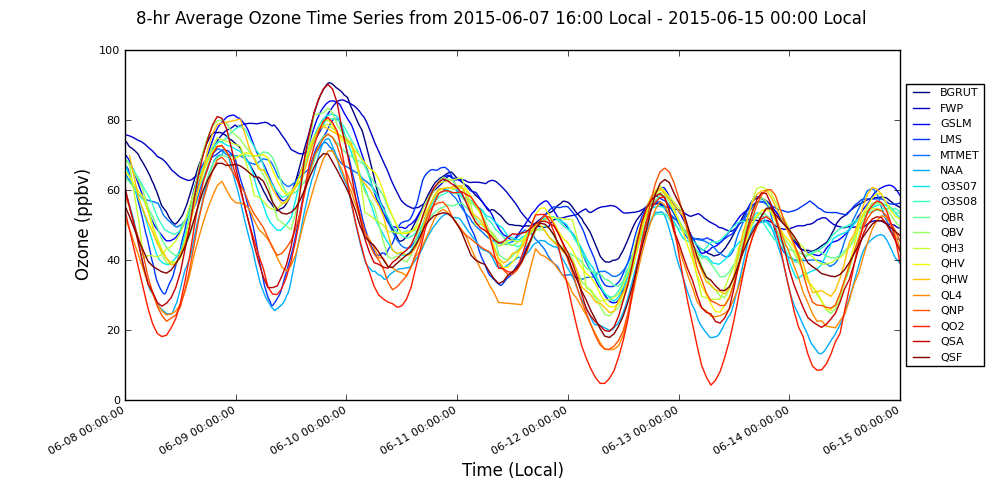 8-hr Average Ozone Time Series from 2015-06-07 16:00 Local - 2015-06-15 00:00 Local
Ozone (ppbv)
100
80
60
40
20
0
06-08 00:00:00
06-09 00:00:00
06-10 00:00:00
06-11 00:00:00
06-12 00:00:00
06-13 00:00:00
06-14 00:00:00
06-15 00:00:00
Time (Local)
BGRUT
FWP
GSLM
LMS
MTMET
NAA
O3S07
O3S08
QBR
QBV
QH3
QHV
QHW
QL4
QNP
QO2
QSA
QSF